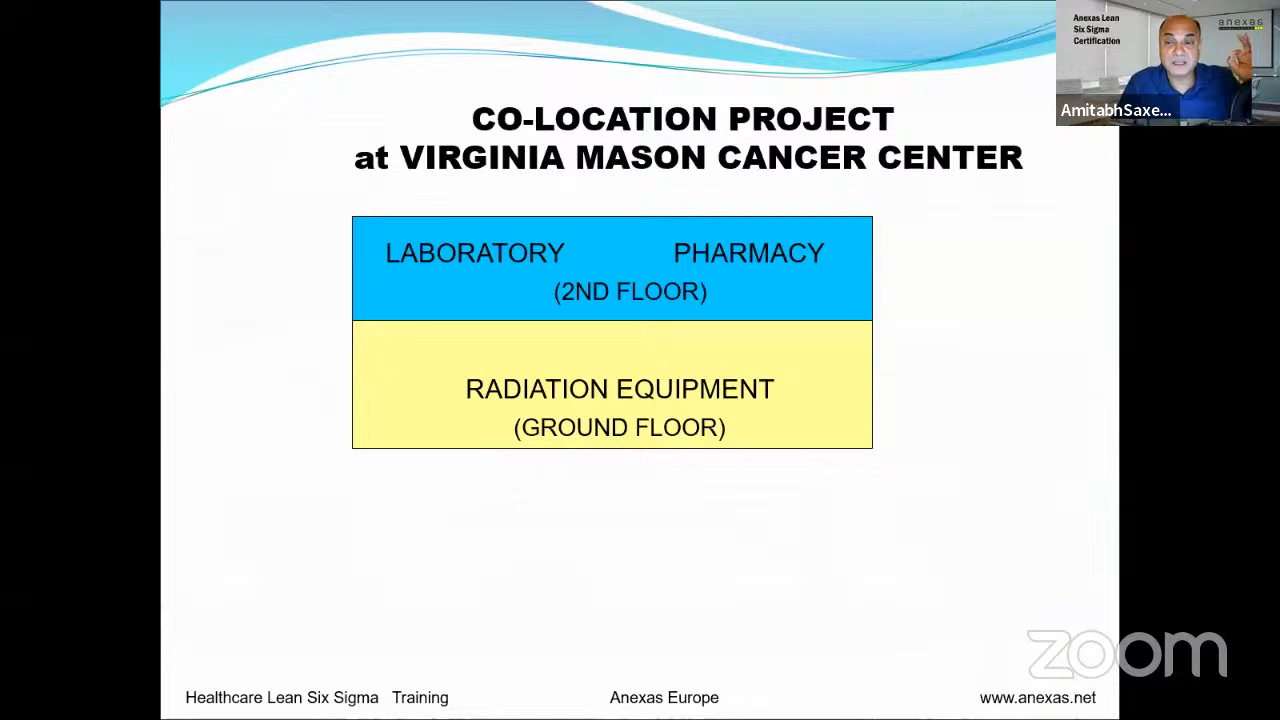 CO-LOCATION PROJECT
at VIRGINIA MASON CANCER CENTER
LABORATORY PHARMACY
(2ND FLOOR)
RADIATION EQUIPMENT
(GROUND FLOOR)
Healthcare Lean Six Sigma Training
Anexas Europe
www.anexas.net
Anexas Lean
Six Sigma
Certification
anexas
AmitabhSaxe...
zoom